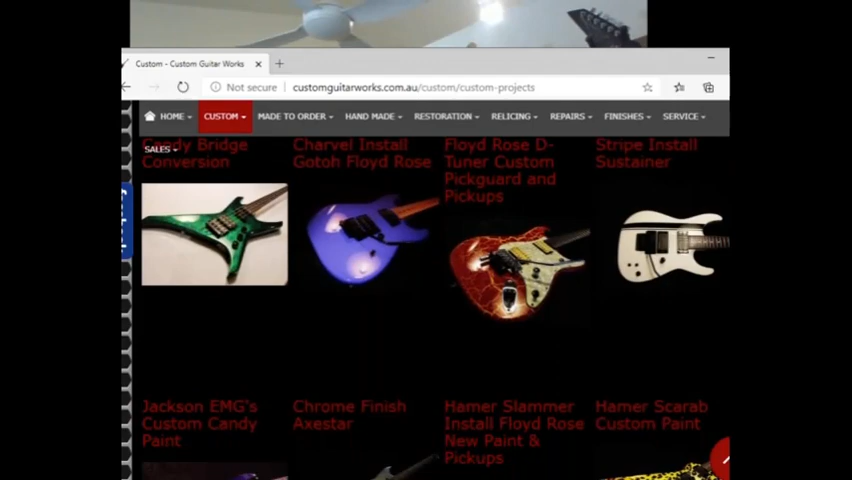 Custom - Custom Guitar Works
Not secure
customguitarworks.com.au/custom/custom-projects
HOME CUSTOM MADE TO ORDER HAND MADE RESTORATION RELICING REPAIRS FINISHES SERVICE
SALES
Candy Bridge
Conversion
Charvel Install
Gotoh Floyd Rose
Floyd Rose D-
Tuner Custom
Pickguard and
Pickups
Stripe Install
Sustainer
Jackson EMG's
Custom Candy
Paint
Chrome Finish
Axestar
Hamer Slammer
Install Floyd Rose
New Paint &
Pickups
Hamer Scarab
Custom Paint